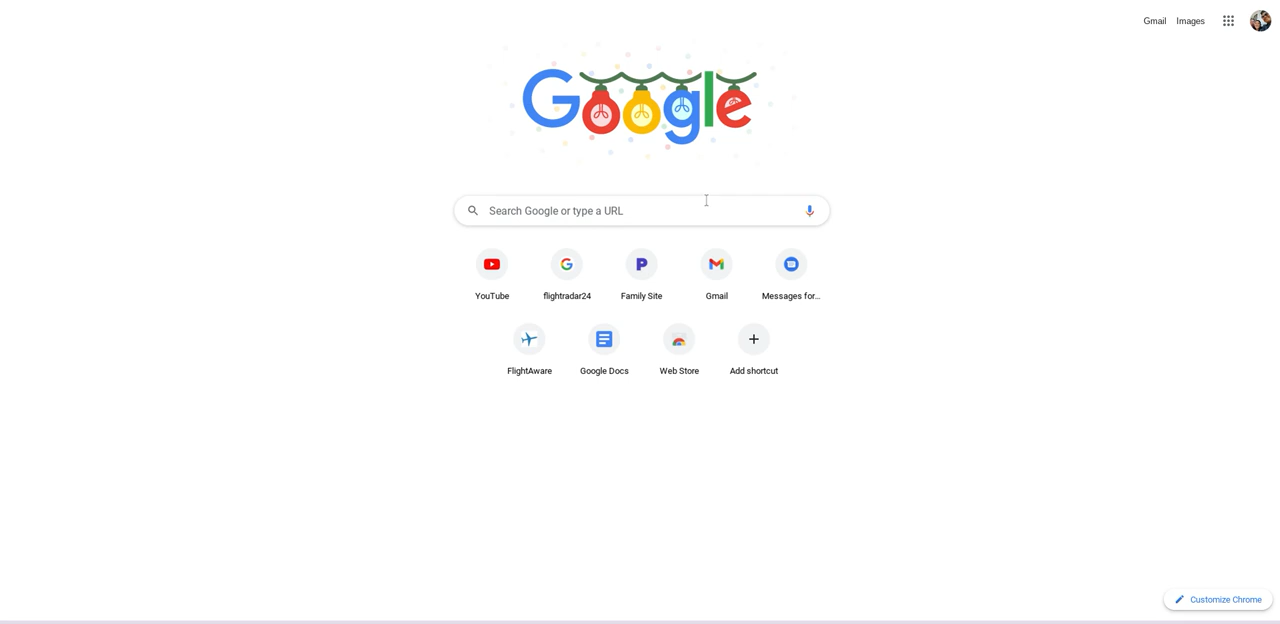 Gmail Images
Google
Search Google or type a URL
YouTube flightradar24 Family Site Gmail Messages for...
FlightAware Google Docs Web Store Add shortcut
Customize Chrome